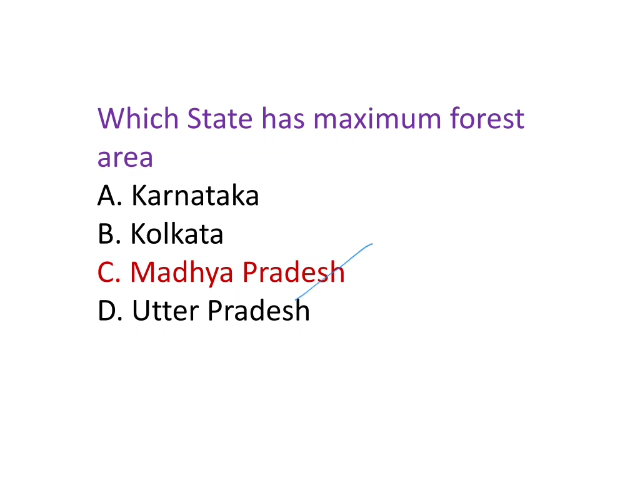 Which State has maximum forest
area
A. Karnataka
B. Kolkata
C. Madhya Pradesh
D. Utter Pradesh